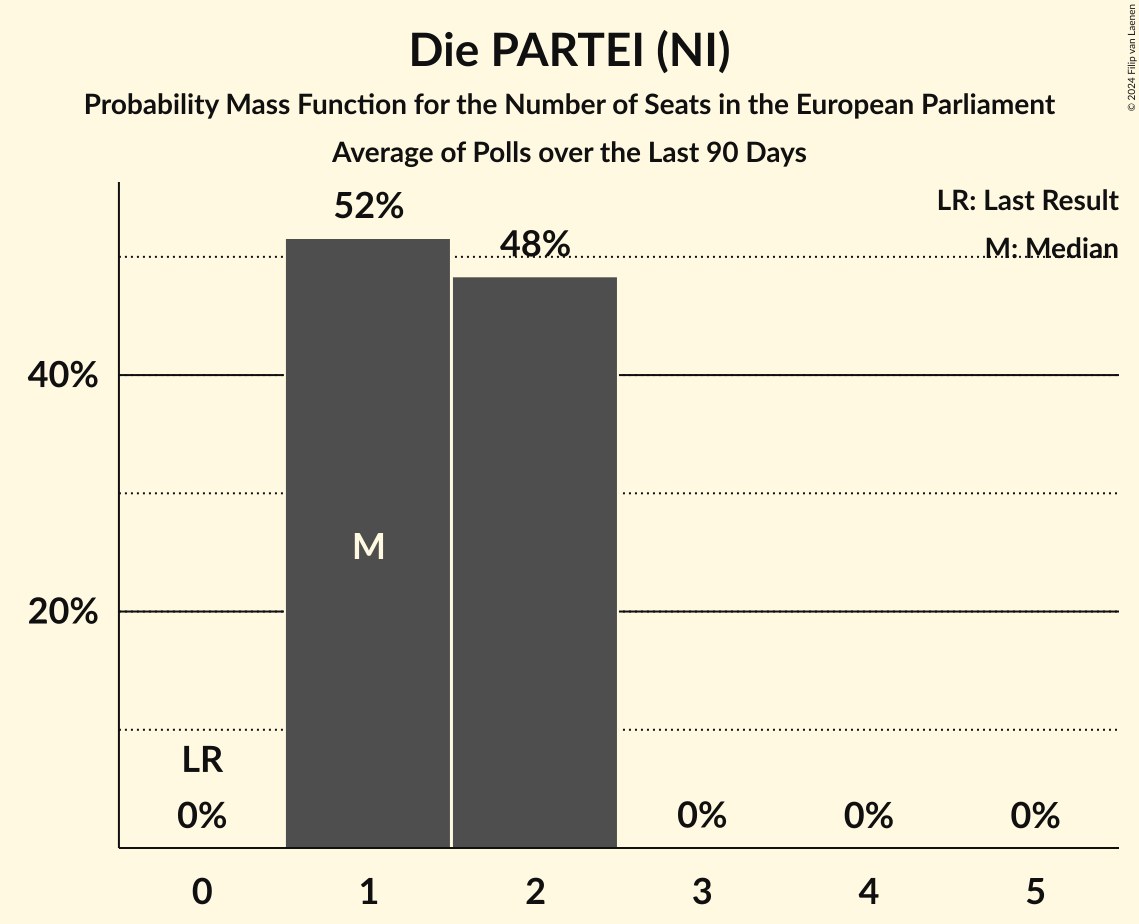 Die PARTEI (NI)
Probability Mass Function for the Number of Seats in the European Parliament
Average of Polls over the Last 90 Days
© 2024 Filip van Laenen
LR: Last Result
M: Median
52%
48%
40%
20%
M
LR
0%
0%
0%
0%
0 1 2 3 4 5